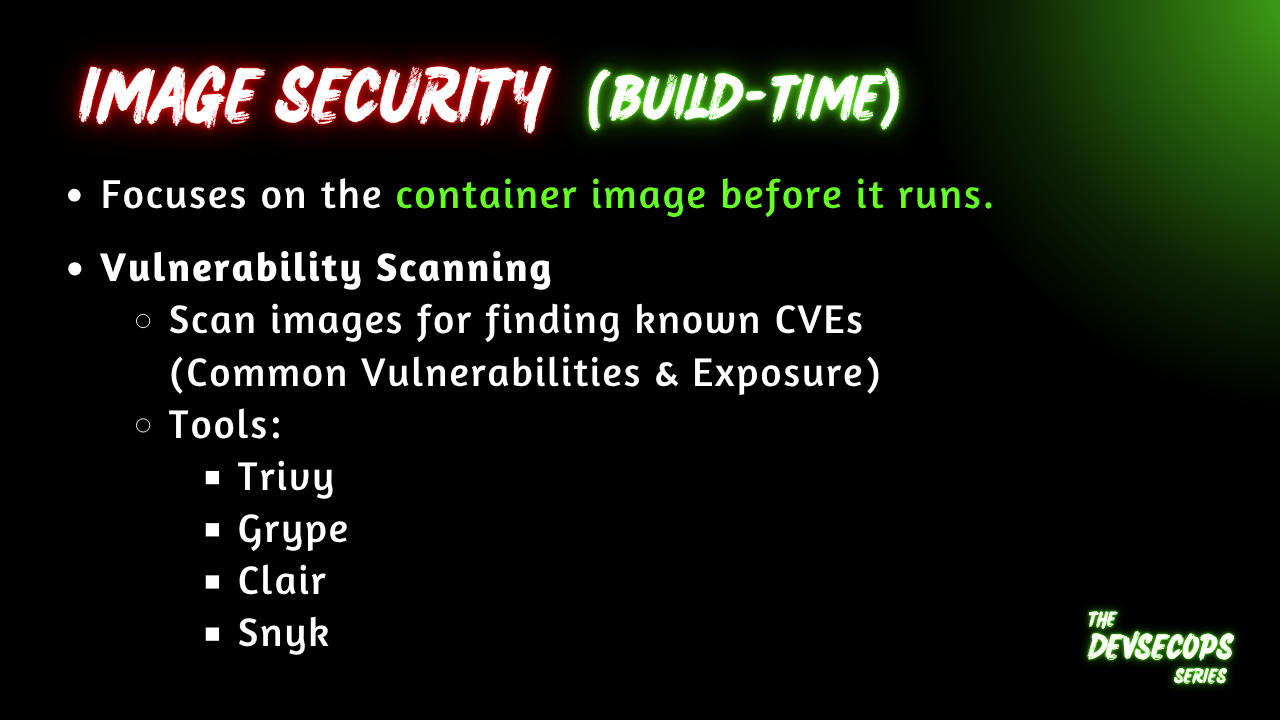 IMAGE SECURITY (BUILD-TIME)
• Focuses on the container image before it runs.
• Vulnerability Scanning
○ Scan images for finding known CVEs
(Common Vulnerabilities & Exposure)
○ Tools:
▪ Trivy
▪ Grype
▪ Clair
▪ Snyk
THE
DEVSECOPS
SERIES